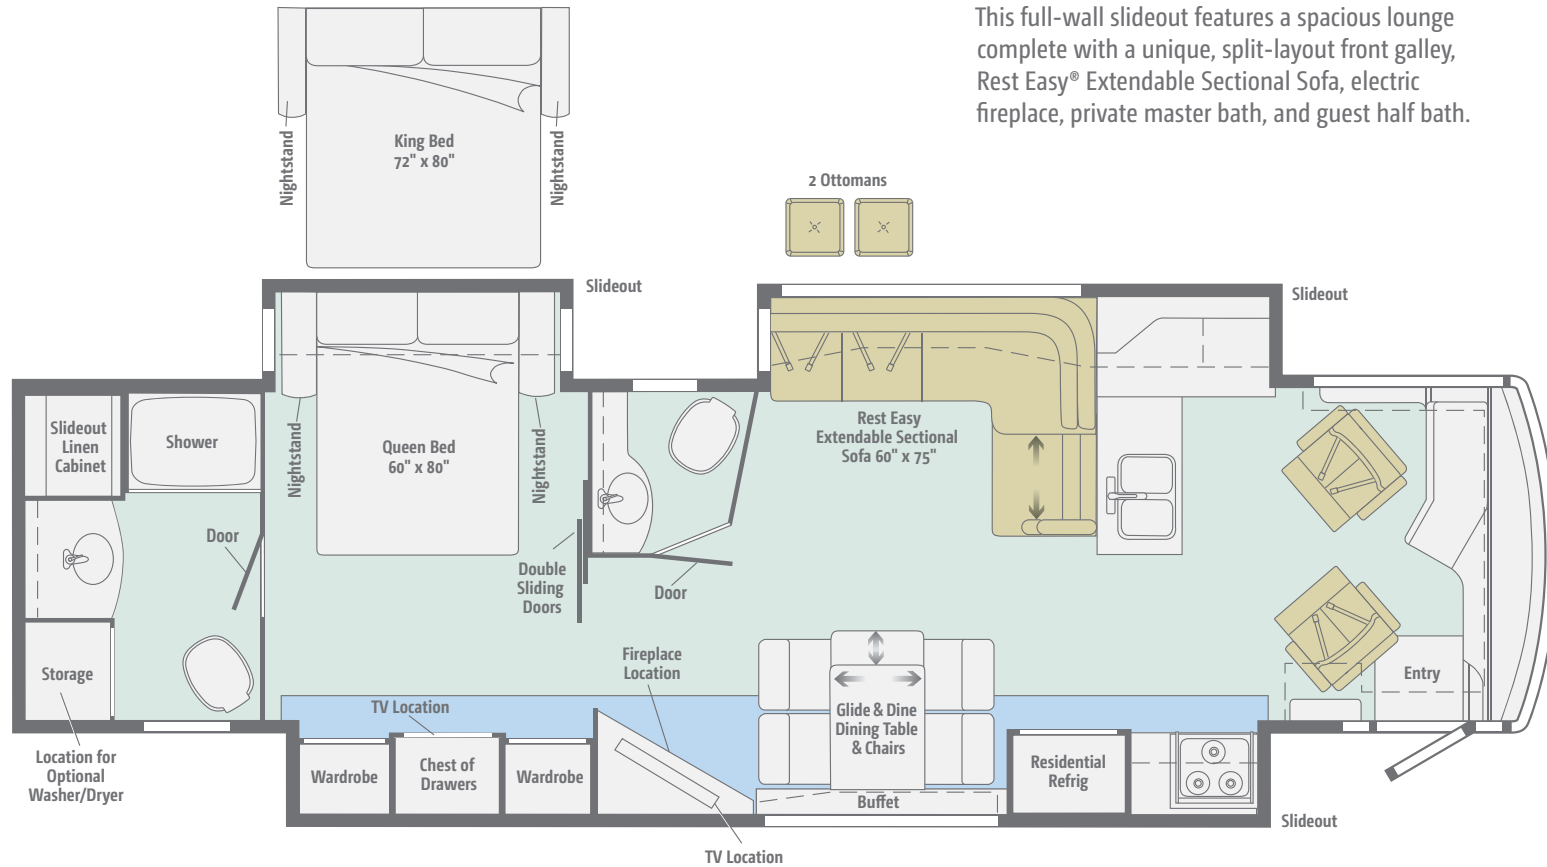 This full-wall slideout features a spacious lounge
complete with a unique, split-layout front galley,
Rest Easy® Extendable Sectional Sofa, electric
fireplace, private master bath, and guest half bath.
Nightstand
King Bed
72" x 80"
Nightstand
2 Ottomans
Slideout
Slideout
Slideout
Linen
Cabinet
Shower
Nightstand
Queen Bed
60" x 80"
Nightstand
Rest Easy
Extendable Sectional
Sofa 60" x 75"
Door
Double
Sliding
Doors
Door
Storage
Fireplace
Location
Entry
TV Location
Glide & Dine
Dining Table
& Chairs
Location for
Optional
Washer/Dryer
Wardrobe
Chest of
Drawers
Wardrobe
Residential
Refrig
Buffet
Slideout
TV Location